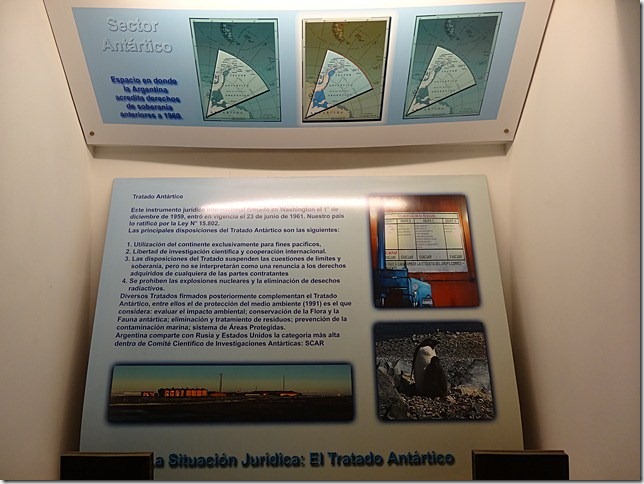 Sector
Antártico
Espacio en donde
la Argentina
acredita derechos
de soberanía
anteriores a 1960.
Tratado Antártico
Este instrumento jurídico en Washington el 1° de
diciembre de 1959, entró en vigencia el 23 de junio de 1961. Nuestro país
lo ratificó por la Ley N° 15.802.
Las principales disposiciones del Tratado Antártico son las siguientes:
1. Utilización del continente exclusivamente para fines pacíficos,
2. Libertad de investigación científica y cooperación internacional.
3. Las disposiciones del Tratado suspenden las cuestiones de límites y
soberanía, pero no se interpretarán como una renuncia a los derechos
adquiridos de cualquiera de las partes contratantes
4. Se prohiben las explosiones nucleares y la eliminación de desechos
radiactivos.
Diversos Tratados firmados posteriormente complementan el Tratado
Antártico, entre ellos el de protección del medio ambiente (1991) es el que
considera: evaluar el impacto ambiental; conservación de la Flora y la
Fauna antártica; eliminación y tratamiento de residuos; prevención de la
contaminación marina; sistema de Áreas Protegidas.
Argentina comparte con Rusia y Estados Unidos la categoría más alta
dentro de Comité Científico de Investigaciones Antárticas: SCAR
La Situación Jurídica: El Tratado Antártico